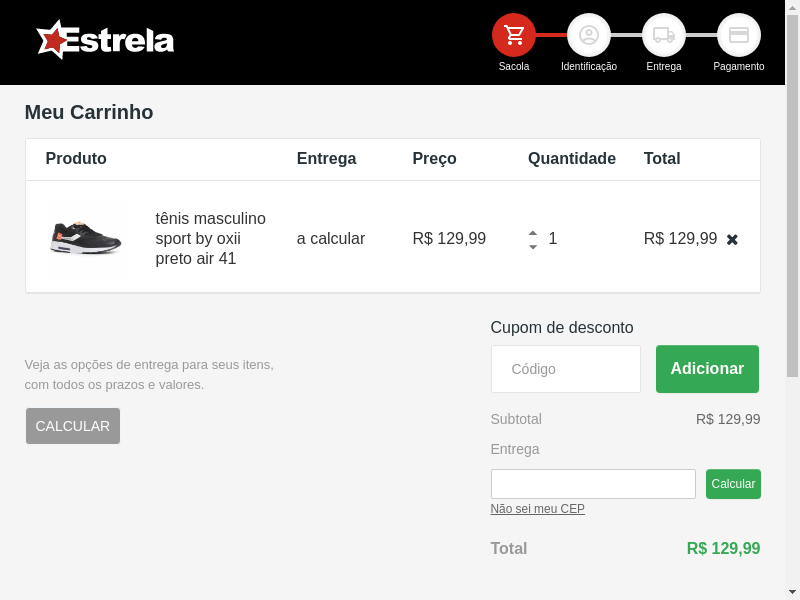 Estrela
Sacola
Identificação
Entrega
Pagamento
Meu Carrinho
Produto
Entrega
Preço
Quantidade
Total
tênis masculino
sport by oxii
preto air 41
a calcular
R$ 129,99
1
R$ 129,99
Veja as opções de entrega para seus itens,
com todos os prazos e valores.
CALCULAR
Cupom de desconto
Código
Adicionar
Subtotal
R$ 129,99
Entrega
Calcular
Não sei meu CEP
Total
R$ 129,99